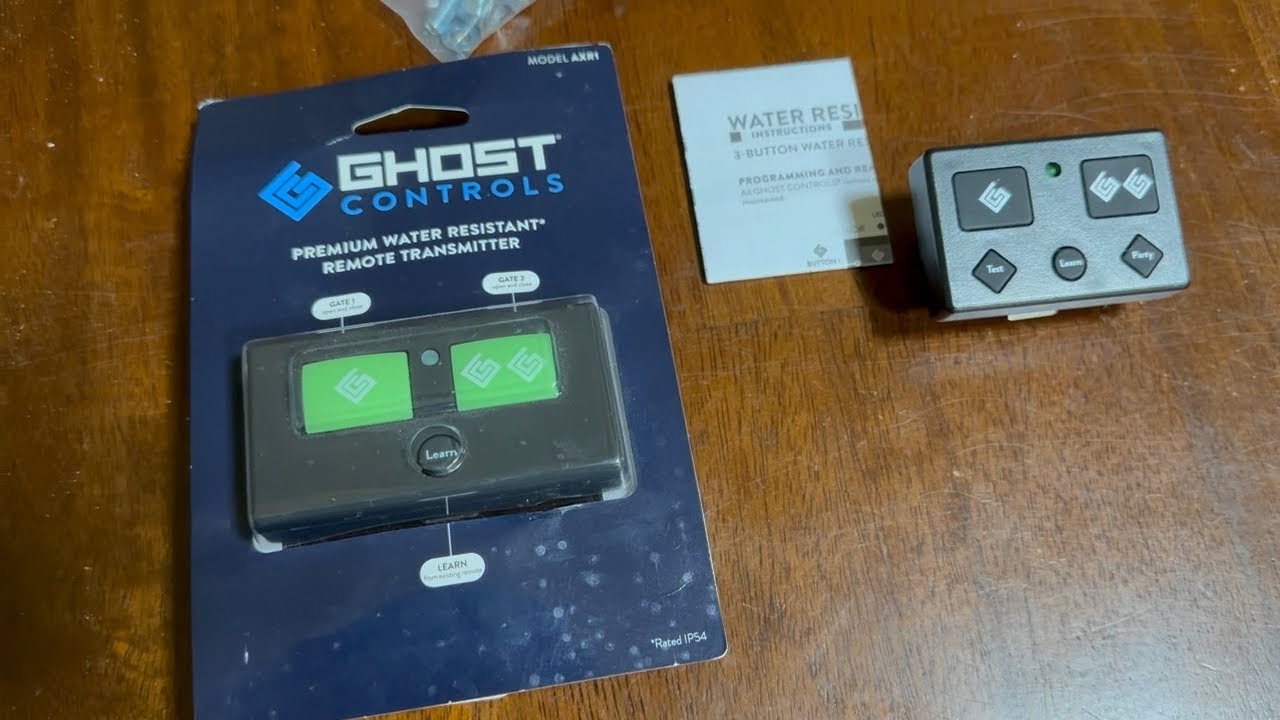 MODEL AXR1
GHOST
CONTROLS
PREMIUM WATER RESISTANT*
REMOTE TRANSMITTER
GATE 1
open and close
GATE 2
open and close
Learn
LEARN
from existing remote
*Rated IP54
WATER RESI
INSTRUCTIONS
3-BUTTON WATER RE
PROGRAMMING AND REA
BUTTON 1
Test
Learn
Party